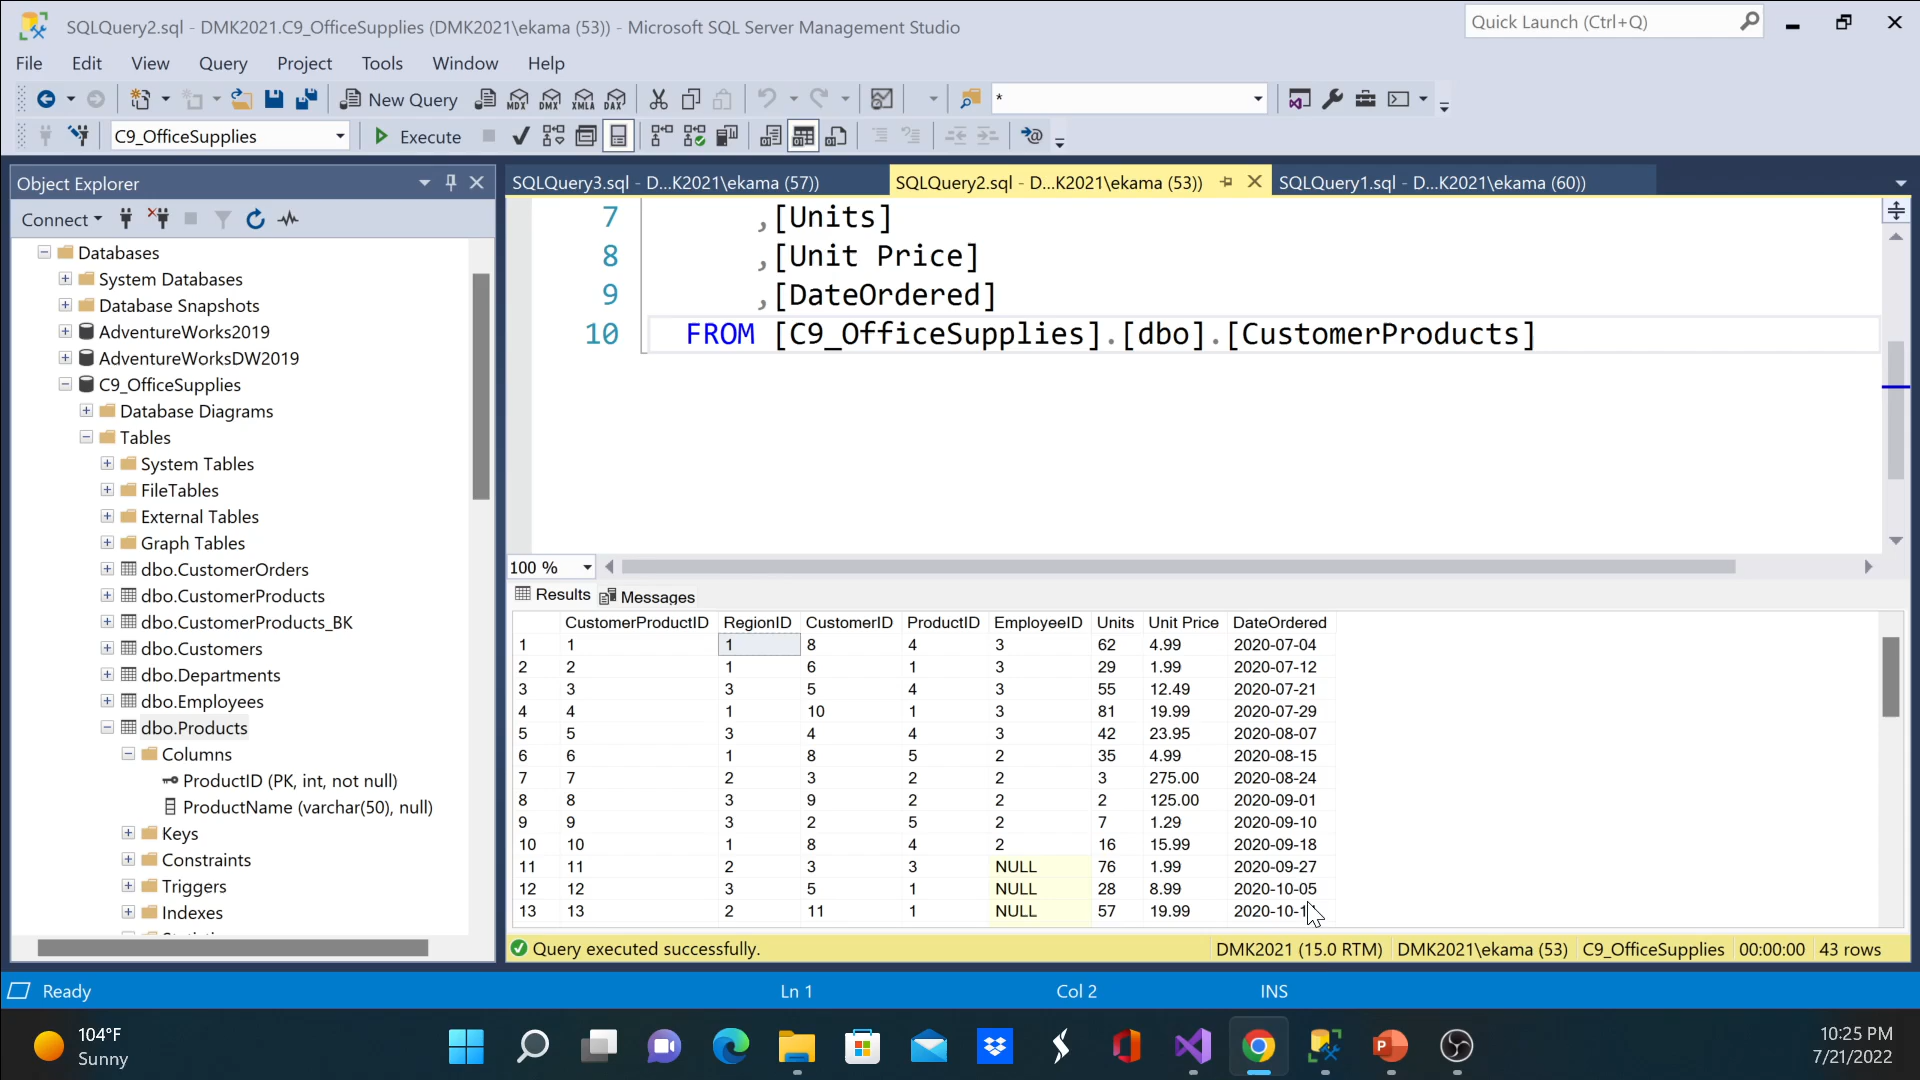 SQLQuery2.sql - DMK2021.C9_OfficeSupplies (DMK2021\ekama (53)) - Microsoft SQL Server Management Studio
Quick Launch (Ctrl+Q)
File Edit View Query Project Tools Window Help
New Query MDX DMX XMLA DAX *
C9_OfficeSupplies Execute
Object Explorer
SQLQuery3.sql - D...K2021\ekama (57))
SQLQuery2.sql - D...K2021\ekama (53))
SQLQuery1.sql - D...K2021\ekama (60))
Connect
Databases
System Databases
Database Snapshots
AdventureWorks2019
AdventureWorksDW2019
C9_OfficeSupplies
Database Diagrams
Tables
System Tables
FileTables
External Tables
Graph Tables
dbo.CustomerOrders
dbo.CustomerProducts
dbo.CustomerProducts_BK
dbo.Customers
dbo.Departments
dbo.Employees
dbo.Products
Columns
ProductID (PK, int, not null)
ProductName (varchar(50), null)
Keys
Constraints
Triggers
Indexes
7 ,[Units]
8 ,[Unit Price]
9 ,[DateOrdered]
10 FROM [C9_OfficeSupplies].[dbo].[CustomerProducts]
100 %
Results Messages
CustomerProductID RegionID CustomerID ProductID EmployeeID Units Unit Price DateOrdered
1 1 1 8 4 3 62 4.99 2020-07-04
2 2 1 6 1 3 29 1.99 2020-07-12
3 3 3 5 4 3 55 12.49 2020-07-21
4 4 1 10 1 3 81 19.99 2020-07-29
5 5 3 4 4 3 42 23.95 2020-08-07
6 6 1 8 5 2 35 4.99 2020-08-15
7 7 2 3 2 2 3 275.00 2020-08-24
8 8 3 9 2 2 2 125.00 2020-09-01
9 9 3 2 5 2 7 1.29 2020-09-10
10 10 1 8 4 2 16 15.99 2020-09-18
11 11 2 3 3 NULL 76 1.99 2020-09-27
12 12 3 5 1 NULL 28 8.99 2020-10-05
13 13 2 11 1 NULL 57 19.99
Query executed successfully.
DMK2021 (15.0 RTM) DMK2021\ekama (53) C9_OfficeSupplies 00:00:00 43 rows
Ready Ln 1 Col 2 INS
104°F
Sunny
10:25 PM
7/21/2022